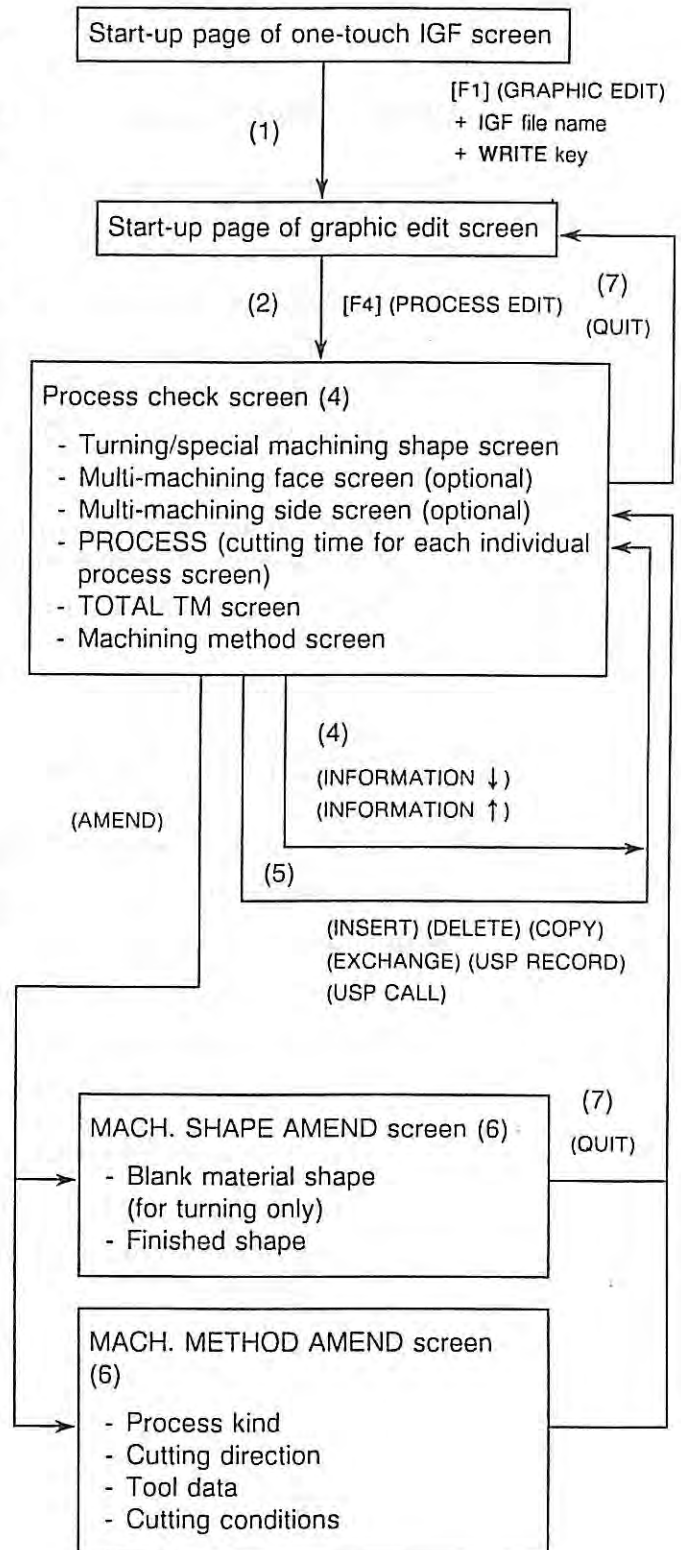 Start-up page of one-touch IGF screen
[F1] (GRAPHIC EDIT)
+ IGF file name
+ WRITE key
(1)
Start-up page of graphic edit screen
(2)
[F4] (PROCESS EDIT)
(7)
(QUIT)
Process check screen (4)
- Turning/special machining shape screen
- Multi-machining face screen (optional)
- Multi-machining side screen (optional)
- PROCESS (cutting time for each individual
process screen)
- TOTAL TM screen
- Machining method screen
(4)
(INFORMATION ↓)
(INFORMATION ↑)
(AMEND)
(5)
(INSERT) (DELETE) (COPY)
(EXCHANGE) (USP RECORD)
(USP CALL)
MACH. SHAPE AMEND screen (6)
- Blank material shape
(for turning only)
- Finished shape
(7)
(QUIT)
MACH. METHOD AMEND screen
(6)
- Process kind
- Cutting direction
- Tool data
- Cutting conditions